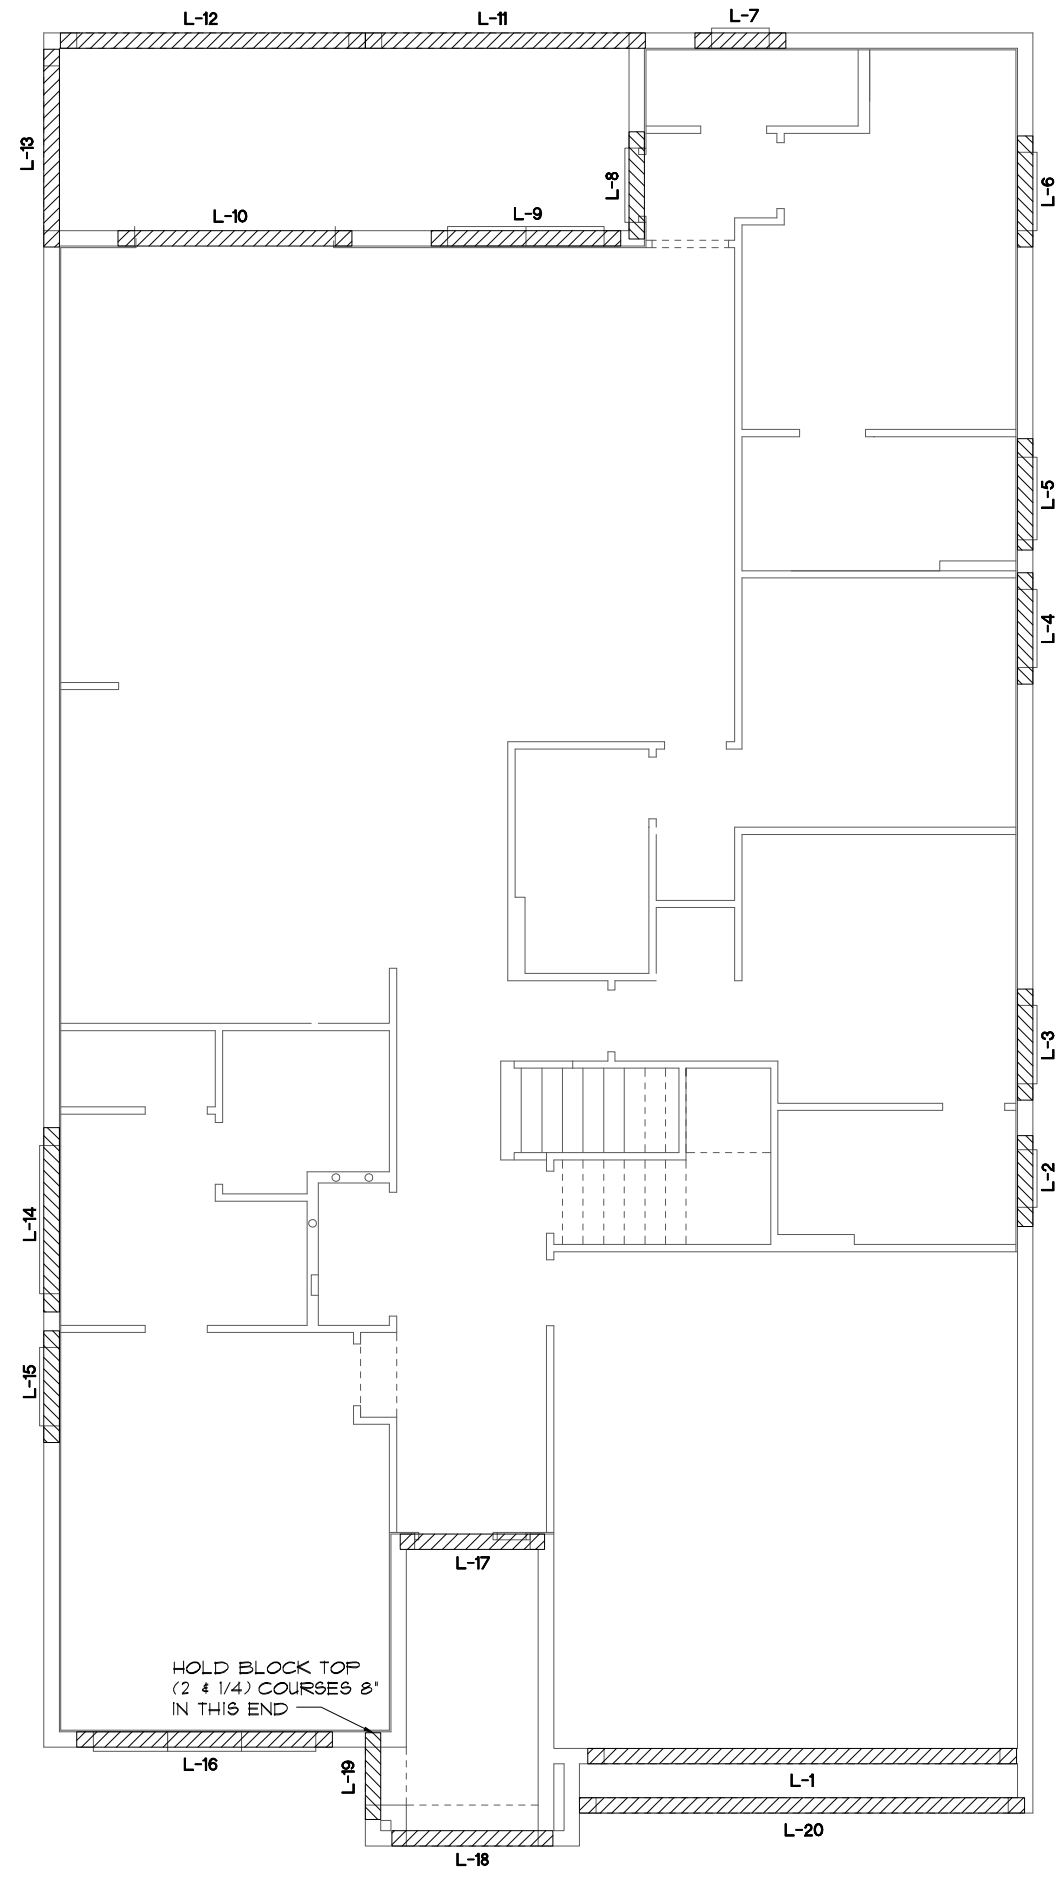 L-12
L-11
L-7
L-13
L-8
L-6
L-10
L-9
L-5
L-4
L-3
L-2
L-14
L-15
L-17
HOLD BLOCK TOP
(2 & 1/4) COURSES 8"
IN THIS END
L-16
L-19
L-1
L-20
L-18